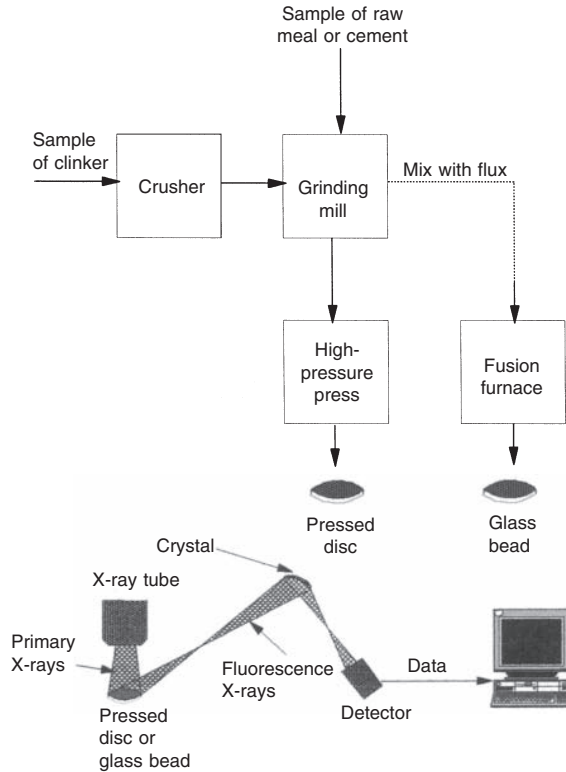 Sample of raw
meal or cement
Sample
of clinker
Crusher
Grinding
mill
Mix with flux
High-
pressure
press
Fusion
furnace
Pressed
disc
Glass
bead
Crystal
X-ray tube
Primary
X-rays
Fluorescence
X-rays
Data
Detector
Pressed
disc or
glass bead